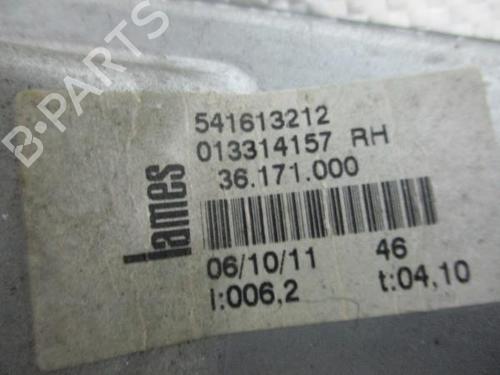 B-PARTS
lames
541613212
013314157 RH
36.171.000
06/10/11 46
i:006,2 t:04,10